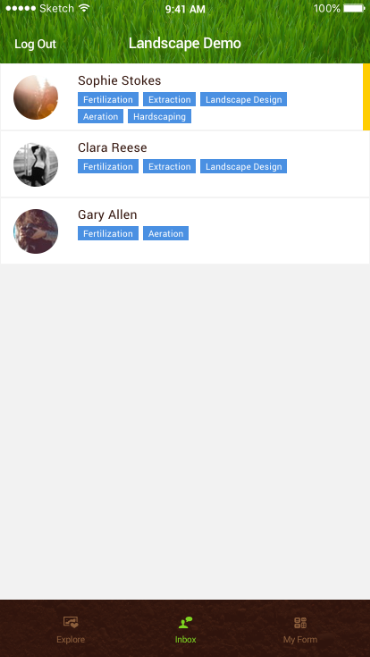 Sketch 9:41 AM 100%
Log Out Landscape Demo
Sophie Stokes
Fertilization Extraction Landscape Design
Aeration Hardscaping
Clara Reese
Fertilization Extraction Landscape Design
Gary Allen
Fertilization Aeration
Explore Inbox My Form